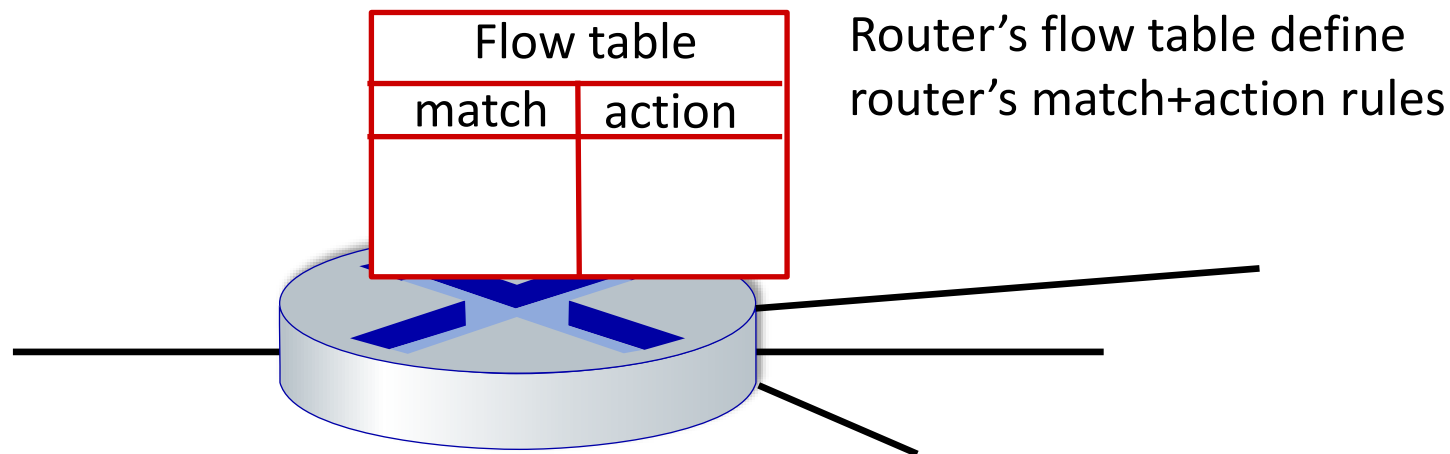 Flow table
match action
Router’s flow table define
router’s match+action rules